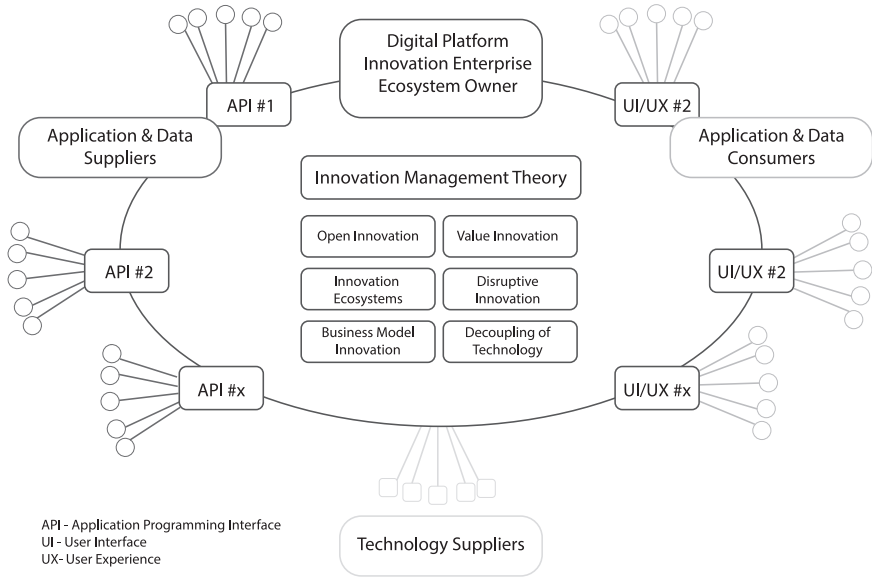 Digital Platform
Innovation Enterprise
Ecosystem Owner
API #1
UI/UX #2
Application & Data
Suppliers
Application & Data
Consumers
Innovation Management Theory
Open Innovation
Value Innovation
API #2
UI/UX #2
Innovation
Ecosystems
Disruptive
Innovation
Business Model
Innovation
Decoupling of
Technology
API #x
UI/UX #x
API - Application Programming Interface
UI - User Interface
UX- User Experience
Technology Suppliers